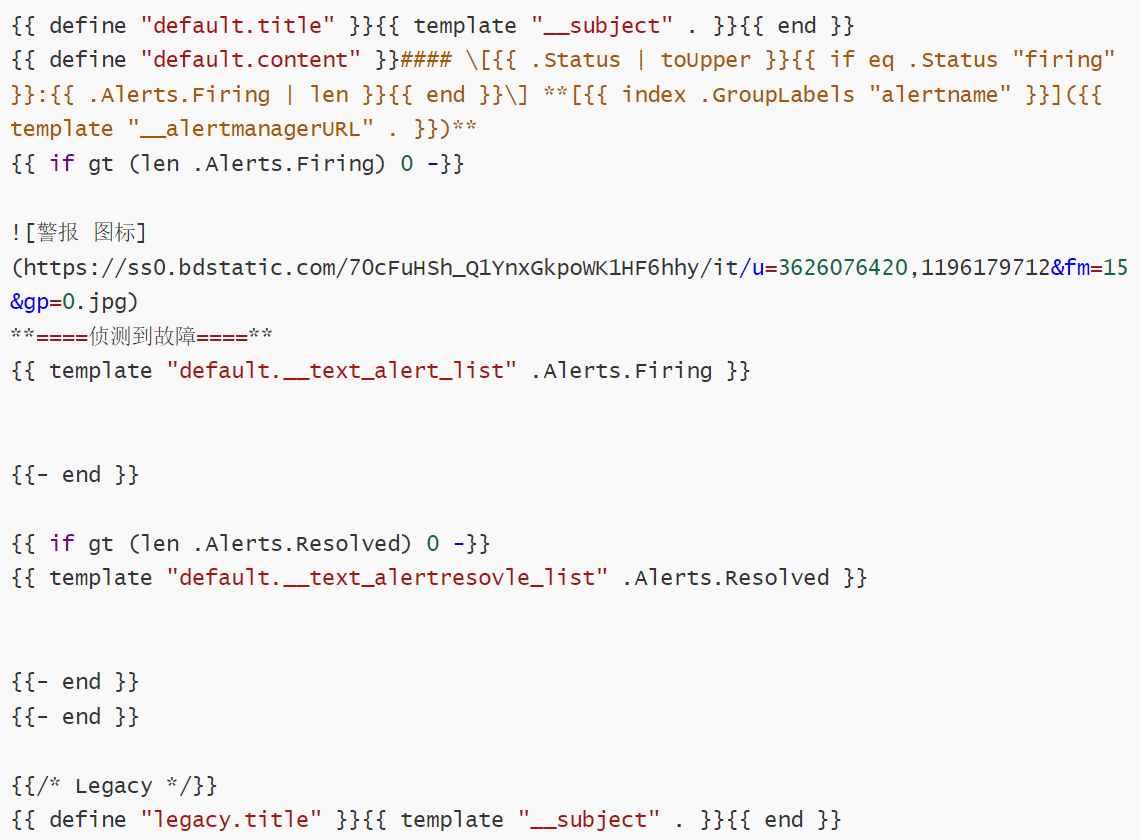 {{ define "default.title" }}{{ template "__subject" . }}{{ end }}
{{ define "default.content" }}#### \[{{ .Status | toUpper }}{{ if eq .Status "firing"
}}:{{ .Alerts.Firing | len }}{{ end }}\] **[{{ index .GroupLabels "alertname" }}]({{
template "__alertmanagerURL" . }})**
{{ if gt (len .Alerts.Firing) 0 -}}
![警报 图标]
(https://ss0.bdstatic.com/70cFuHSh_Q1YnxGkpoWK1HF6hhy/it/u=3626076420,1196179712&fm=15
&gp=0.jpg)
**====侦测到故障====**
{{ template "default.__text_alert_list" .Alerts.Firing }}
{{- end }}
{{ if gt (len .Alerts.Resolved) 0 -}}
{{ template "default.__text_alertresovle_list" .Alerts.Resolved }}
{{- end }}
{{- end }}
{{/* Legacy */}}
{{ define "legacy.title" }}{{ template "__subject" . }}{{ end }}